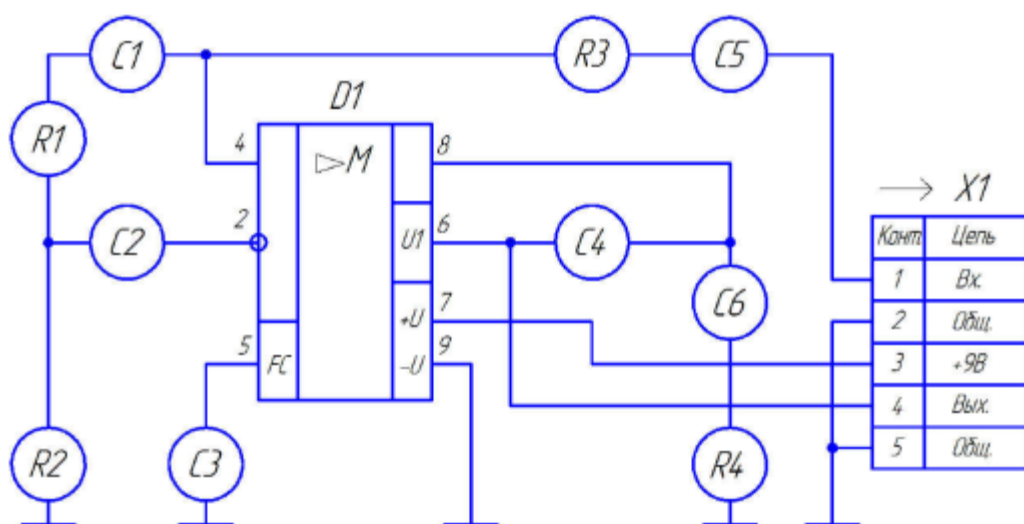 C1
R3
C5
D1
R1
4
▷M
8
X1
2
C2
U1
6
C4
Конт.
Цепь
1
Вх.
C6
+U
7
2
Общ.
5
FC
-U
9
3
+9В
4
Вых.
R2
C3
R4
5
Общ.